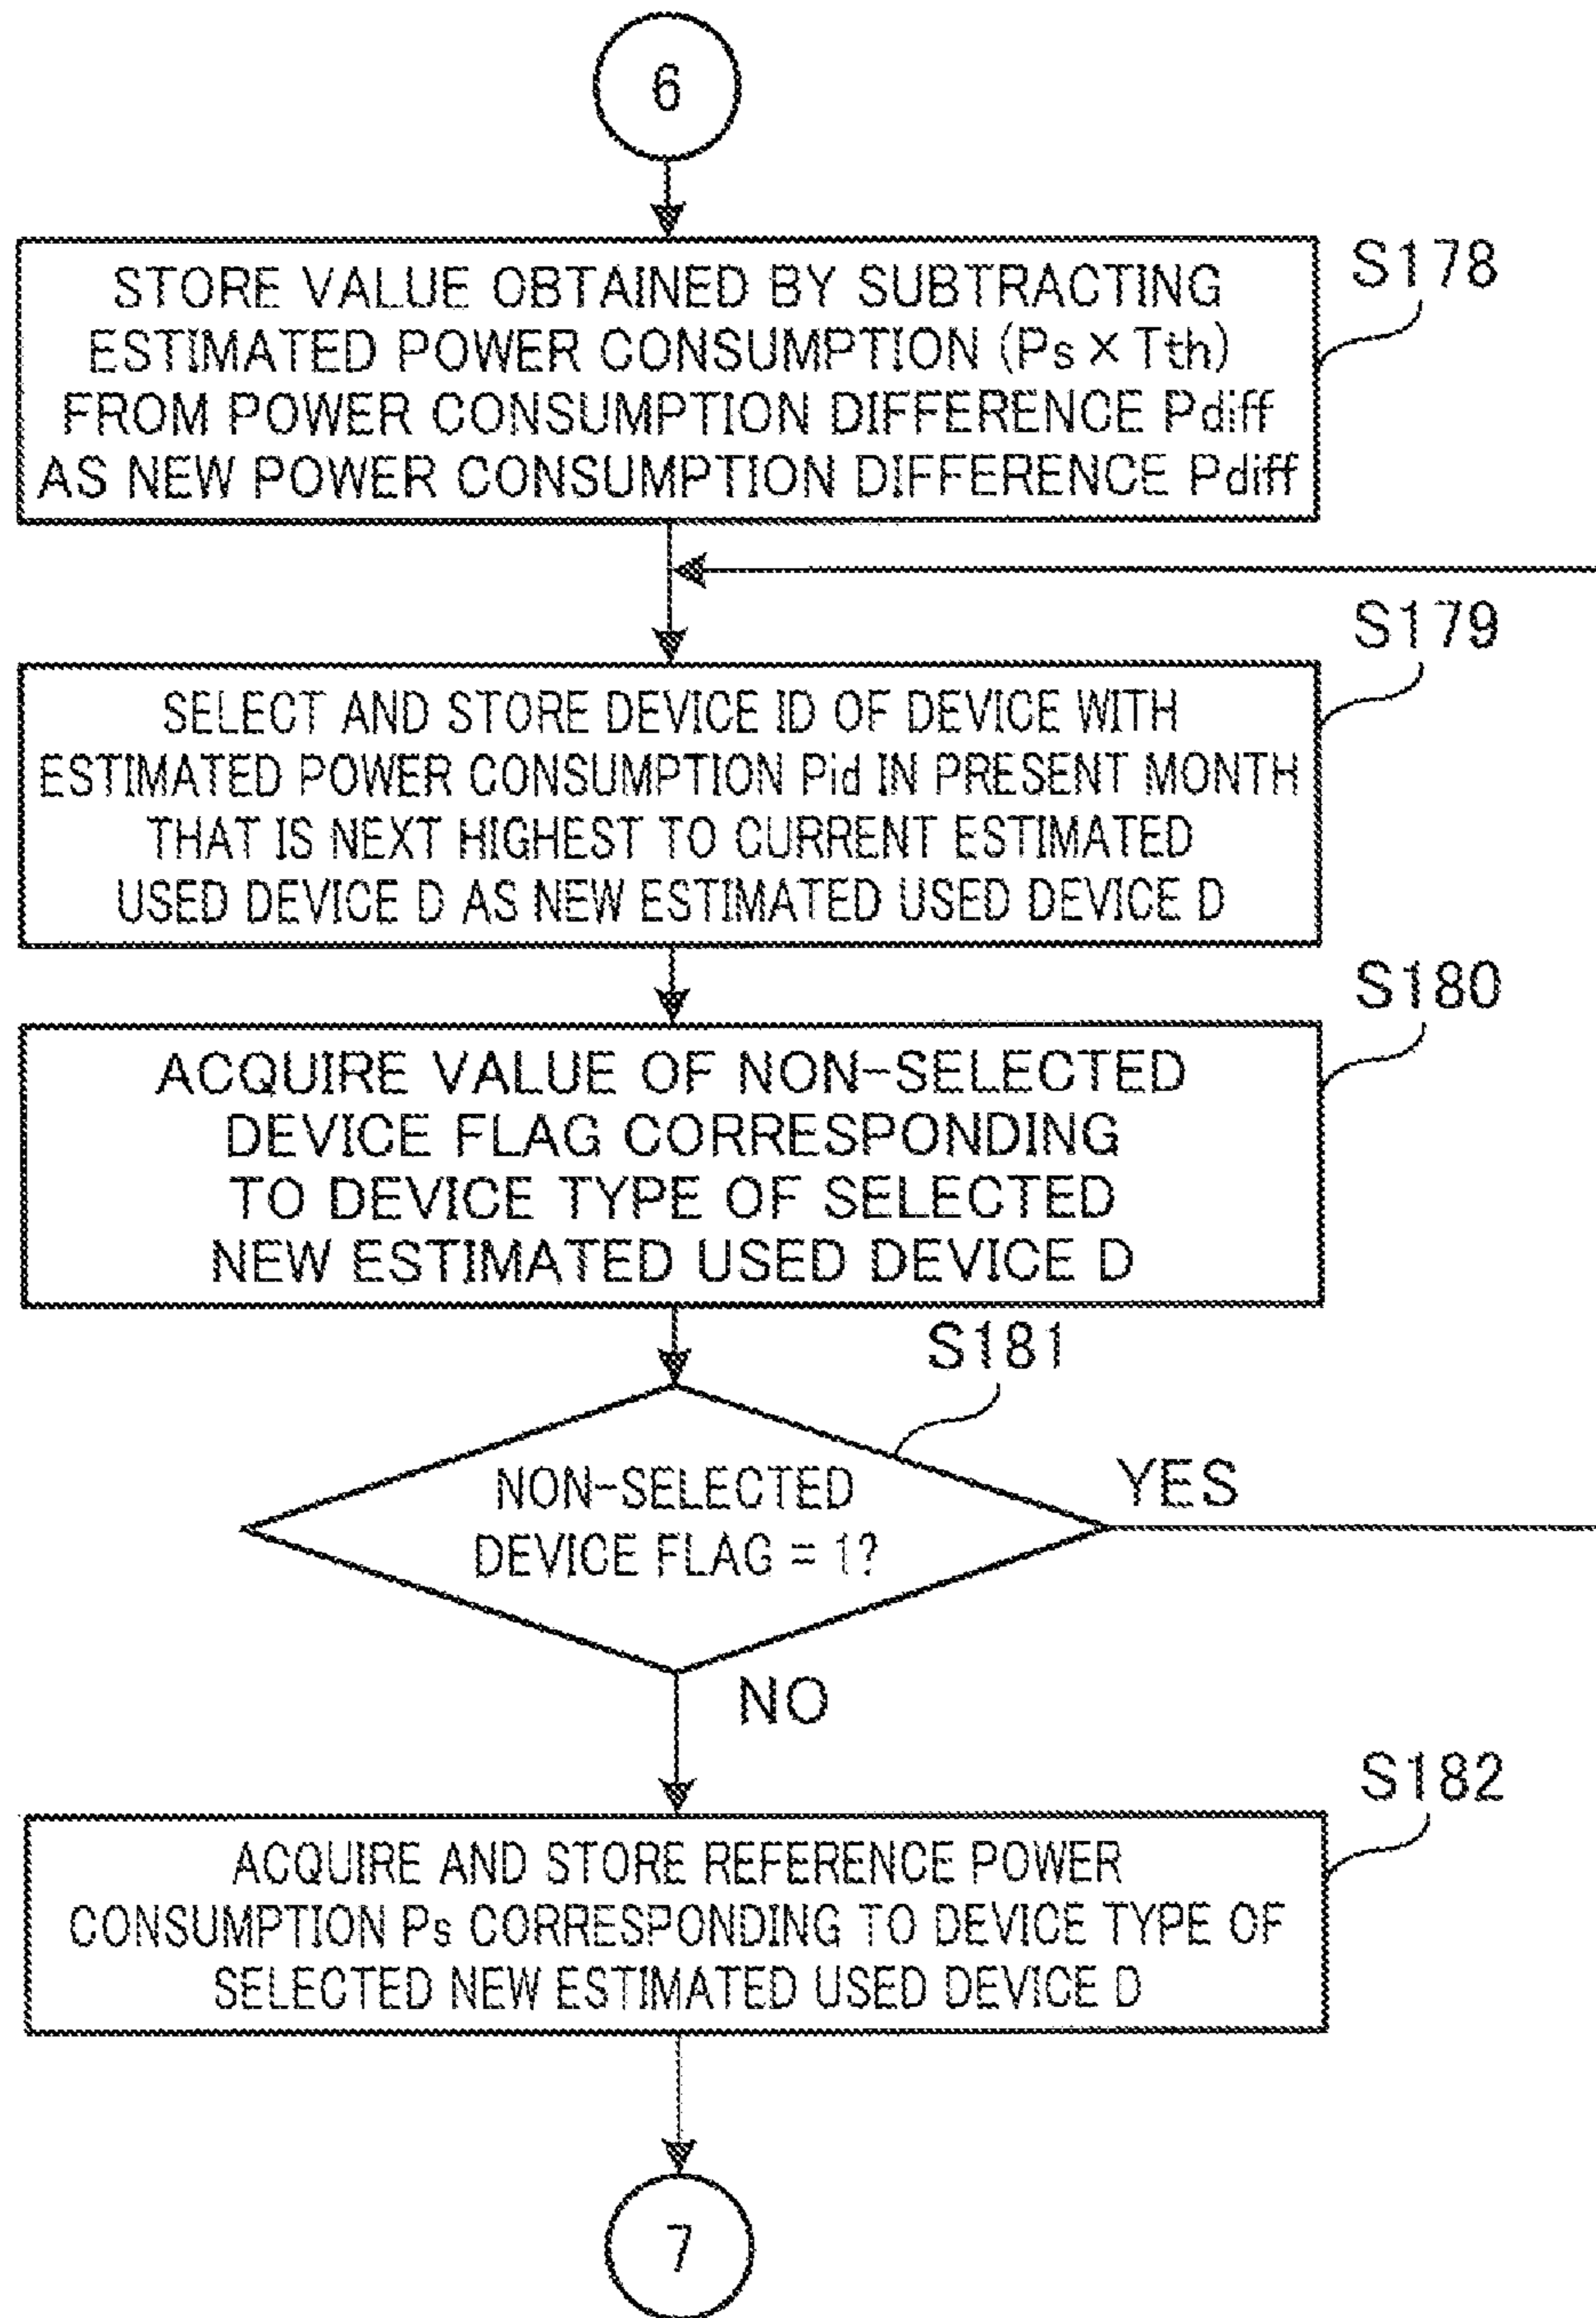 6
S178
STORE VALUE OBTAINED BY SUBTRACTING
ESTIMATED POWER CONSUMPTION (Ps × Tth)
FROM POWER CONSUMPTION DIFFERENCE Pdiff
AS NEW POWER CONSUMPTION DIFFERENCE Pdiff
S179
SELECT AND STORE DEVICE ID OF DEVICE WITH
ESTIMATED POWER CONSUMPTION Pid IN PRESENT MONTH
THAT IS NEXT HIGHEST TO CURRENT ESTIMATED
USED DEVICE D AS NEW ESTIMATED USED DEVICE D
S180
ACQUIRE VALUE OF NON-SELECTED
DEVICE FLAG CORRESPONDING
TO DEVICE TYPE OF SELECTED
NEW ESTIMATED USED DEVICE D
S181
NON-SELECTED
DEVICE FLAG = 1?
YES
NO
S182
ACQUIRE AND STORE REFERENCE POWER
CONSUMPTION Ps CORRESPONDING TO DEVICE TYPE OF
SELECTED NEW ESTIMATED USED DEVICE D
7